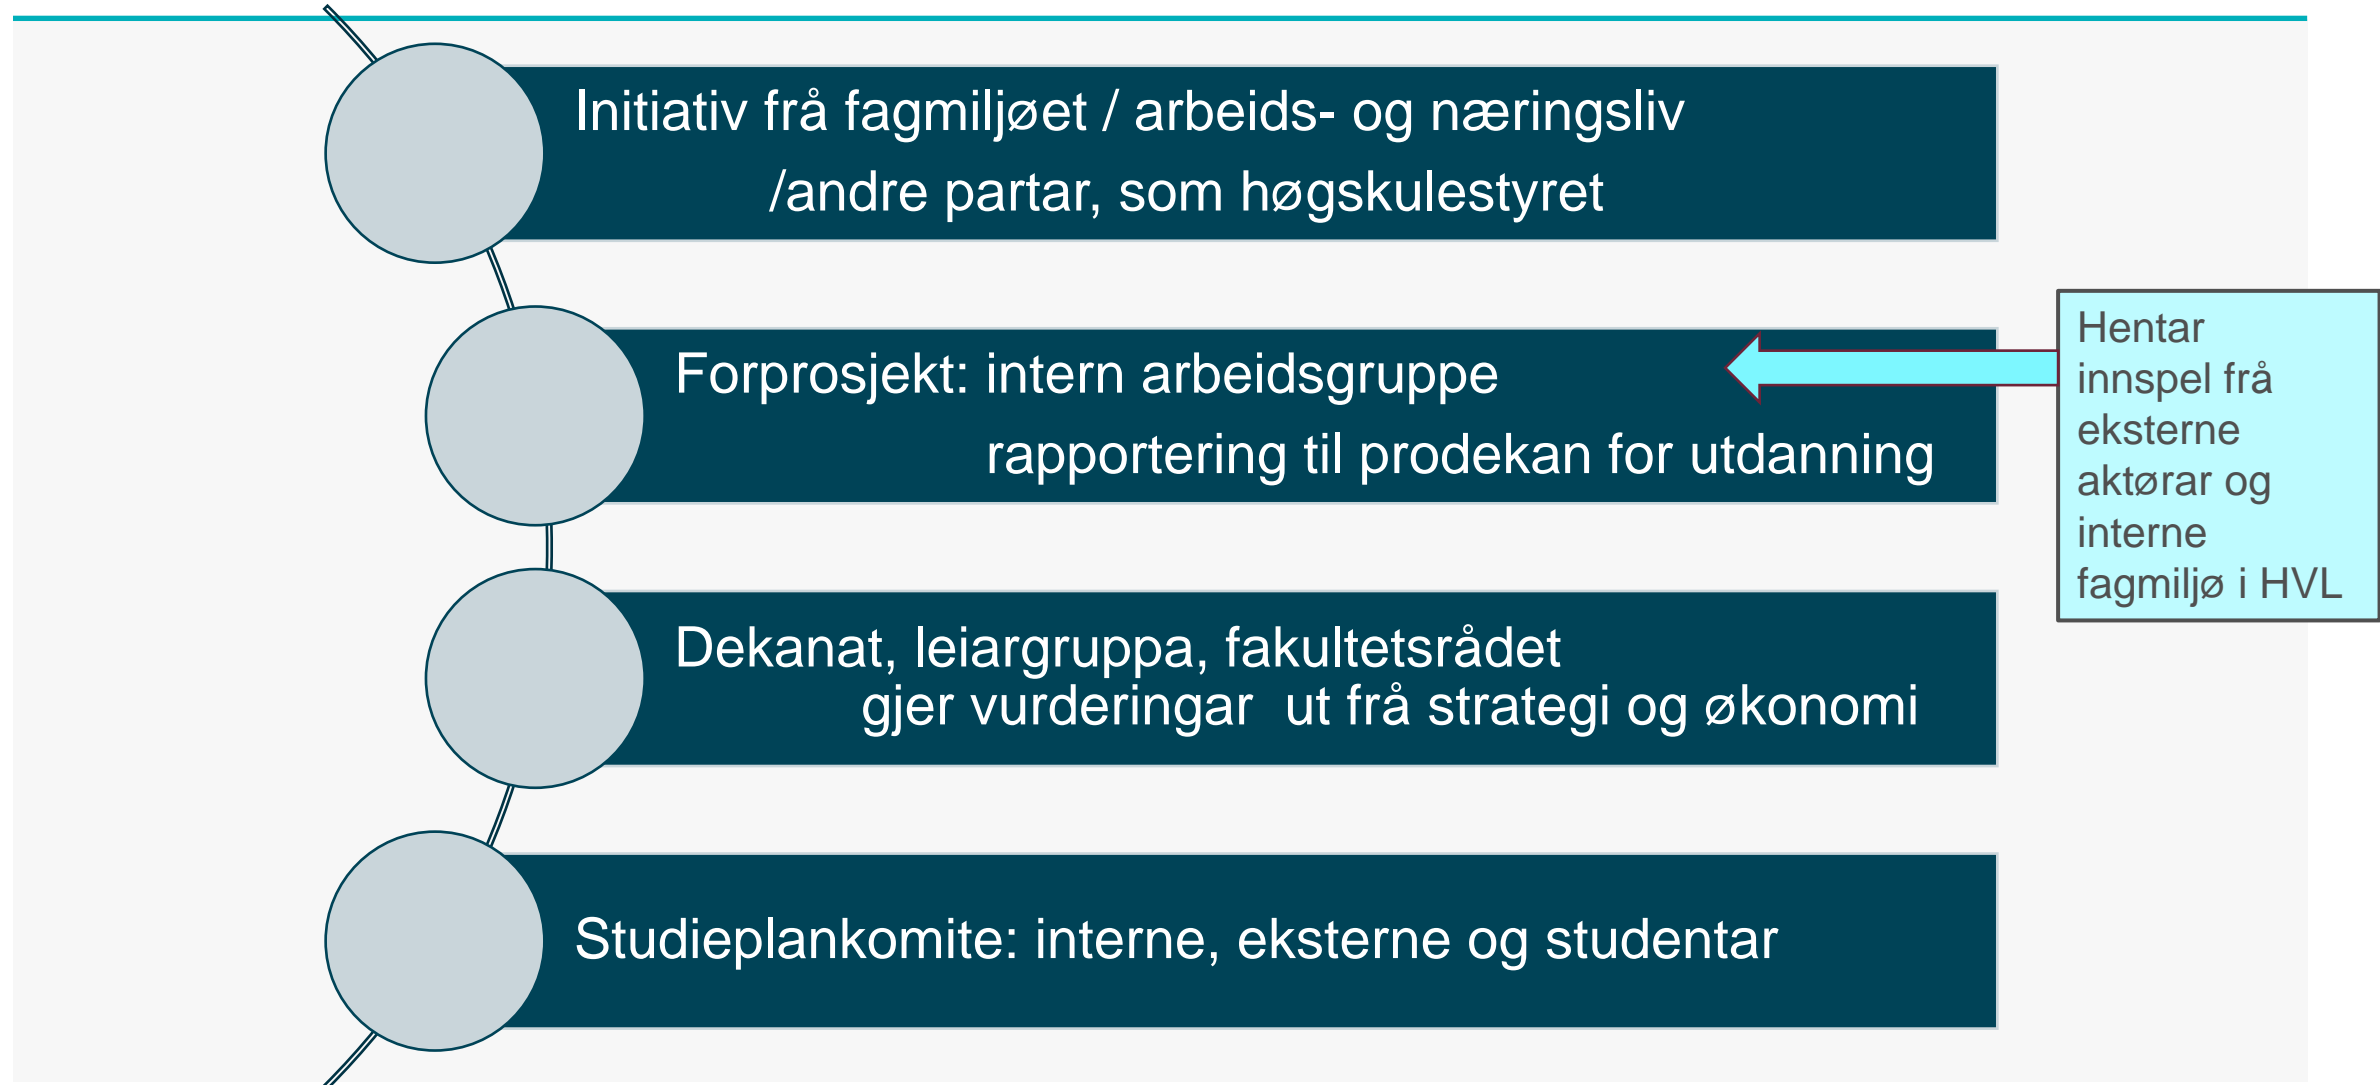 Initiativ frå fagmiljøet / arbeids- og næringsliv
/andre partar, som høgskulestyret
Forprosjekt: intern arbeidsgruppe
rapportering til prodekan for utdanning
Hentar
innspel frå
eksterne
aktørar og
interne
fagmiljø i HVL
Dekanat, leiargruppa, fakultetsrådet
gjer vurderingar  ut frå strategi og økonomi
Studieplankomite: interne, eksterne og studentar